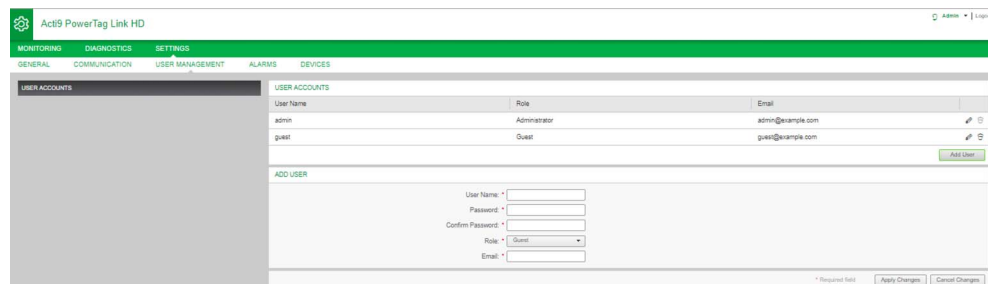 Acti9 PowerTag Link HD
Admin
MONITORING DIAGNOSTICS SETTINGS
GENERAL COMMUNICATION USER MANAGEMENT ALARMS DEVICES
USER ACCOUNTS
USER ACCOUNTS
User Name Role Email
admin Administrator admin@example.com
guest Guest guest@example.com
Add User
ADD USER
User Name: *
Password: *
Confirm Password: *
Role: * Guest
Email: *
* Required field Apply Changes Cancel Changes